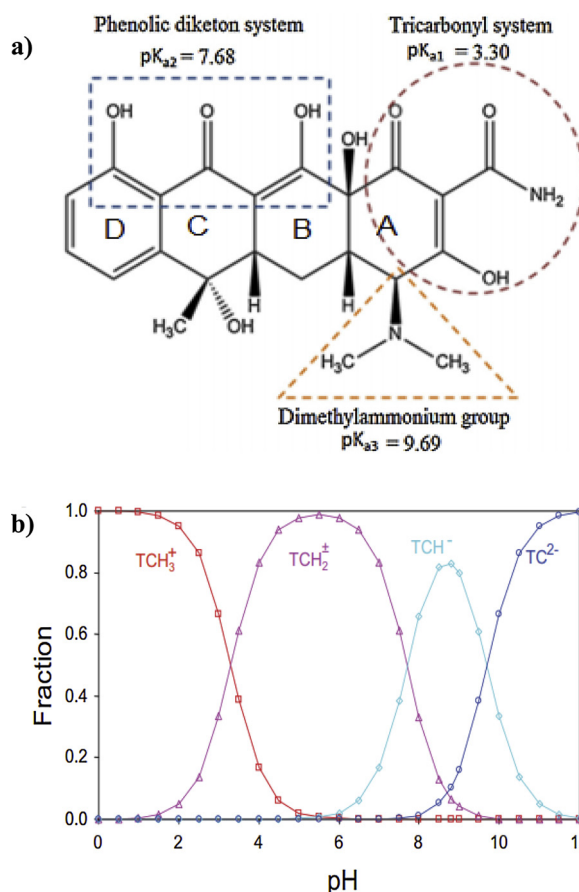 a)
Phenolic diketon system
pKa2 = 7.68
Tricarbonyl system
pKa1 = 3.30
OH
O
OH
OH
O
O
NH2
D
C
B
A
OH
H3C
OH
H
H
N
H3C
CH3
Dimethylammonium group
pKa3 = 9.69
b)
1.0
0.8
0.6
0.4
0.2
0.0
Fraction
TCH3+
TCH2±
TCH-
TC2-
0
2
4
6
8
10
pH